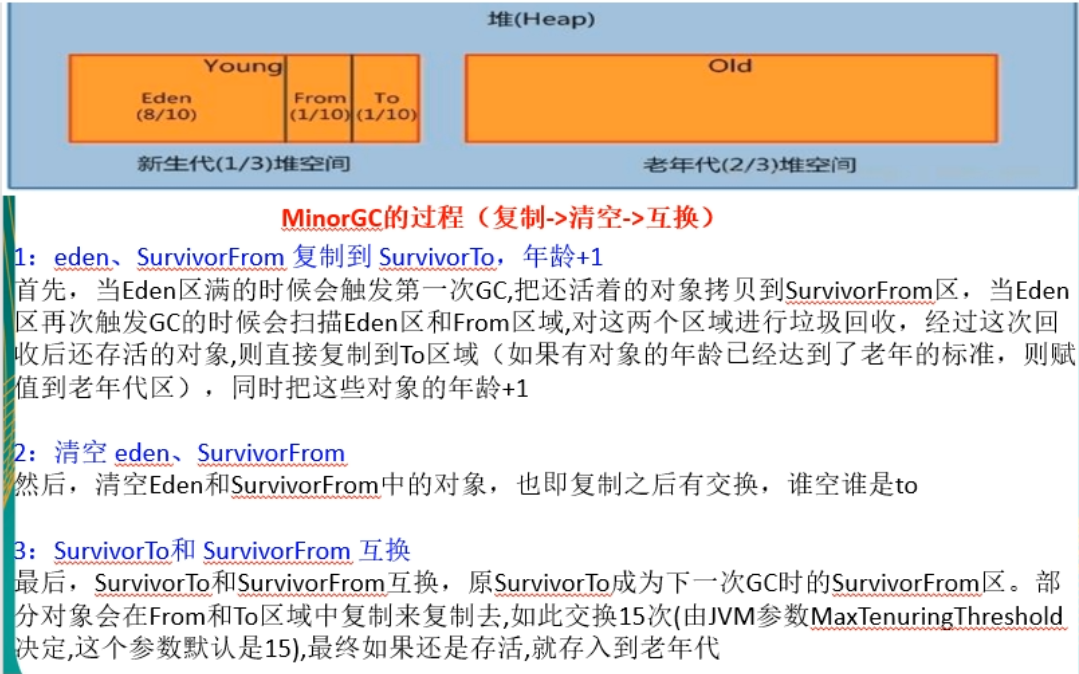 堆(Heap)
Young
Old
Eden
From
To
(8/10)
(1/10)
(1/10)
新生代(1/3)堆空间
老年代(2/3)堆空间
MinorGC的过程（复制->清空->互换）
1：eden、SurvivorFrom 复制到 SurvivorTo，年龄+1
首先，当Eden区满的时候会触发第一次GC,把还活着的对象拷贝到SurvivorFrom区，当Eden
区再次触发GC的时候会扫描Eden区和From区域,对这两个区域进行垃圾回收，经过这次回
收后还存活的对象,则直接复制到To区域（如果有对象的年龄已经达到了老年的标准，则赋
值到老年代区），同时把这些对象的年龄+1
2：清空 eden、SurvivorFrom
然后，清空Eden和SurvivorFrom中的对象，也即复制之后有交换，谁空谁是to
3：SurvivorTo和 SurvivorFrom 互换
最后，SurvivorTo和SurvivorFrom互换，原SurvivorTo成为下一次GC时的SurvivorFrom区。部
分对象会在From和To区域中复制来复制去,如此交换15次(由JVM参数MaxTenuringThreshold
决定,这个参数默认是15),最终如果还是存活,就存入到老年代